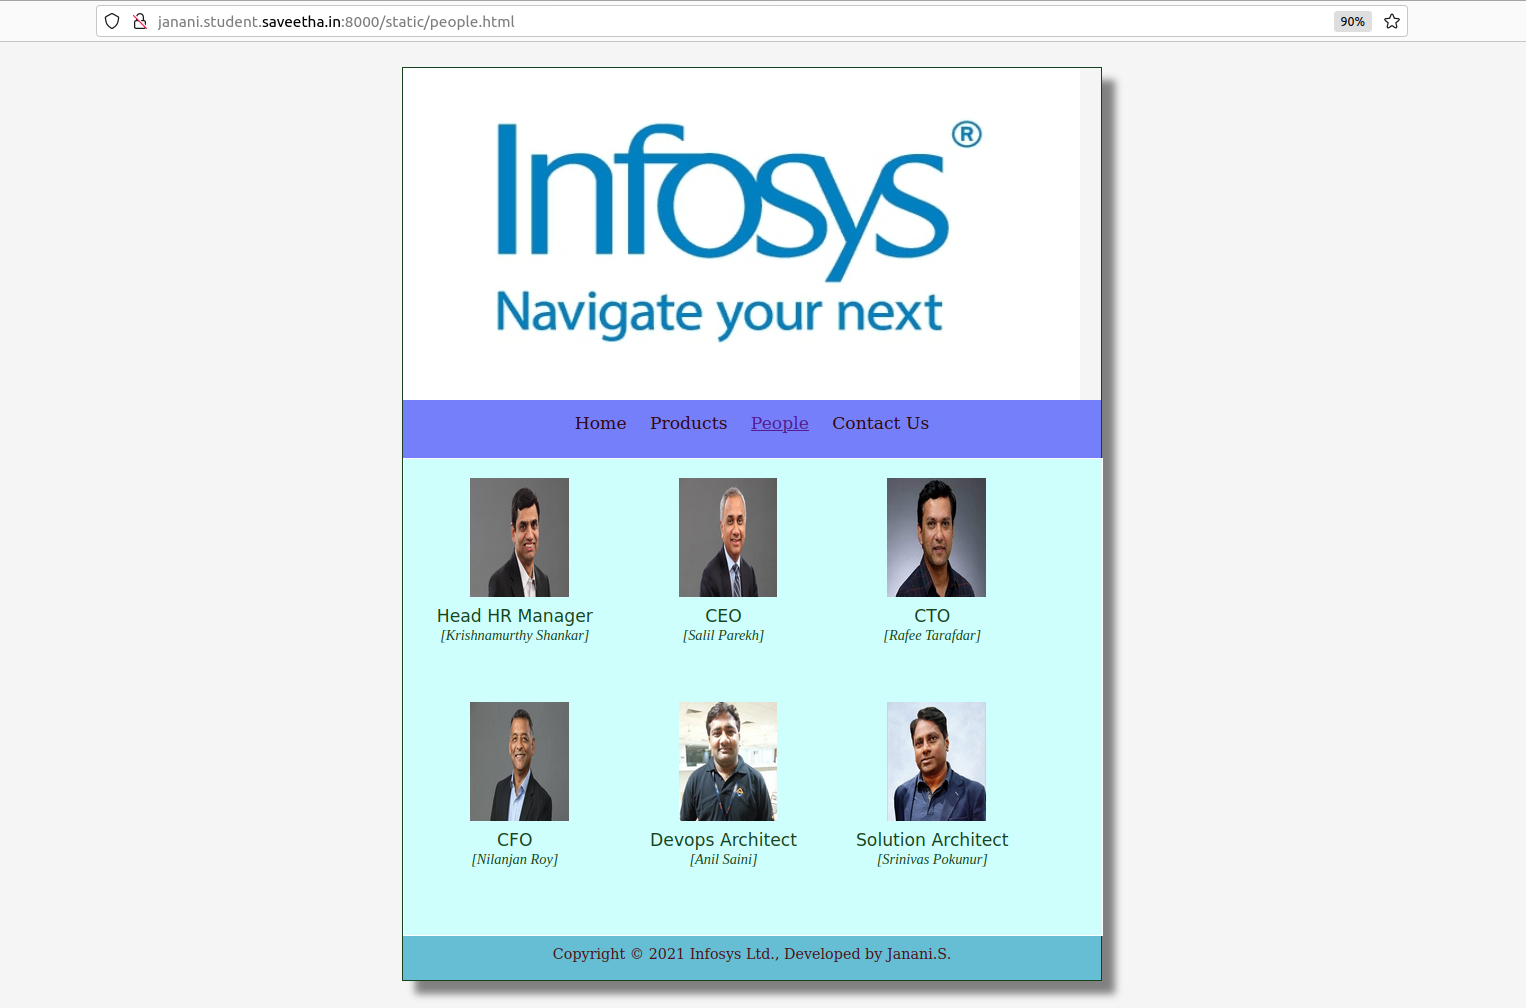 janani.student.saveetha.in:8000/static/people.html 90%
Infosys®
Navigate your next
Home Products People Contact Us
Head HR Manager CEO CTO
[Krishnamurthy Shankar] [Salil Parekh] [Rafee Tarafdar]
CFO Devops Architect Solution Architect
[Nilanjan Roy] [Anil Saini] [Srinivas Pokunur]
Copyright © 2021 Infosys Ltd., Developed by Janani.S.